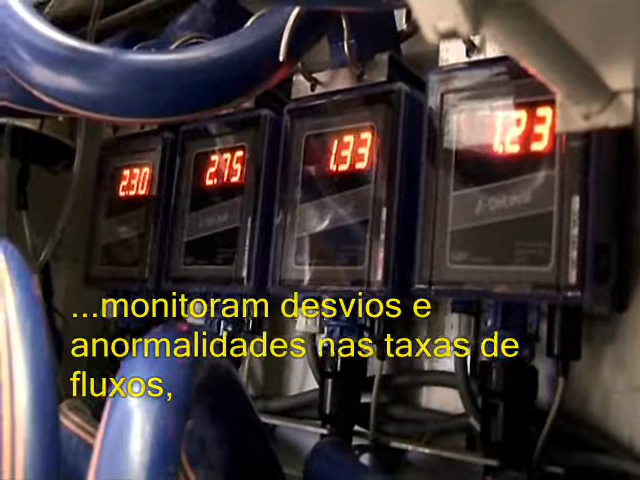 2.30 2.75 1.33 1.23
...monitoram desvios e
anormalidades nas taxas de
fluxos,